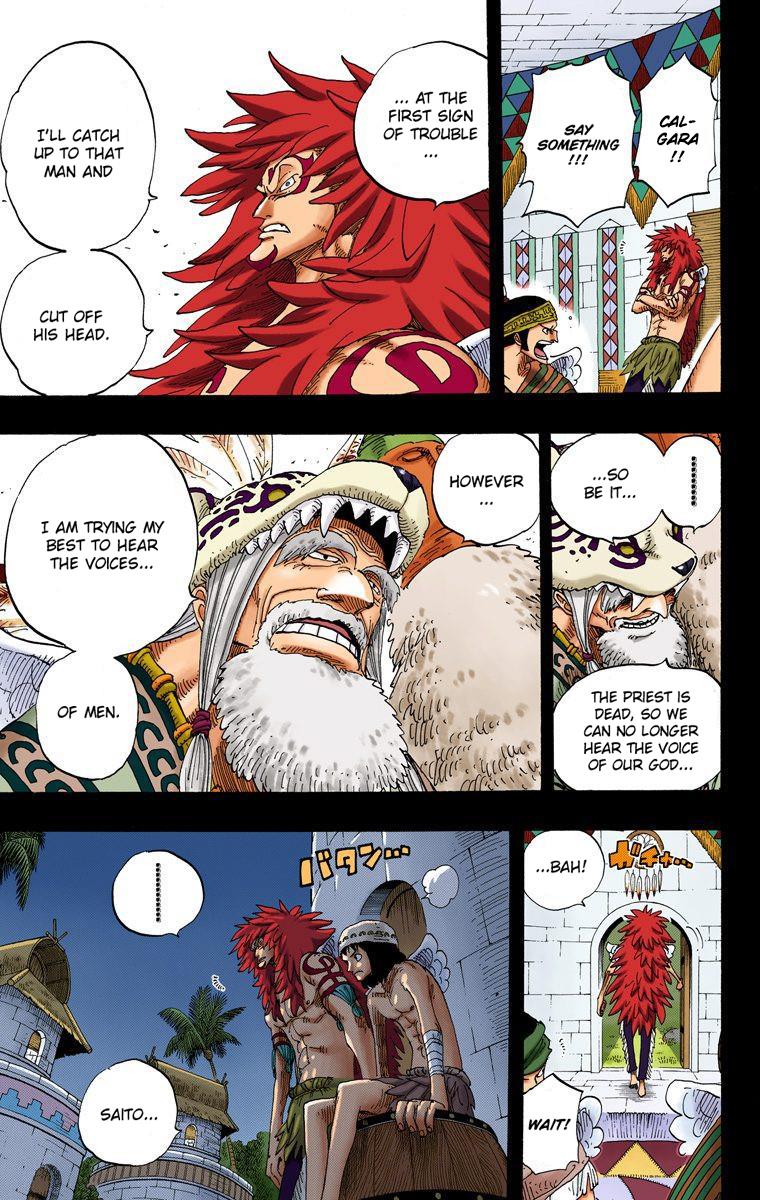 CAL-
GARA
!!
SAY
SOMETHING
!!!
... AT THE
FIRST SIGN
OF TROUBLE
...
I'LL CATCH
UP TO THAT
MAN AND
CUT OFF
HIS HEAD.
............
...SO
BE IT...
THE PRIEST IS
DEAD, SO WE
CAN NO LONGER
HEAR THE VOICE
OF OUR GOD...
HOWEVER
...
I AM TRYING MY
BEST TO HEAR
THE VOICES...
OF MEN.
...BAH!
ガチャ...
WAIT!
バタン...
............
SAITO...